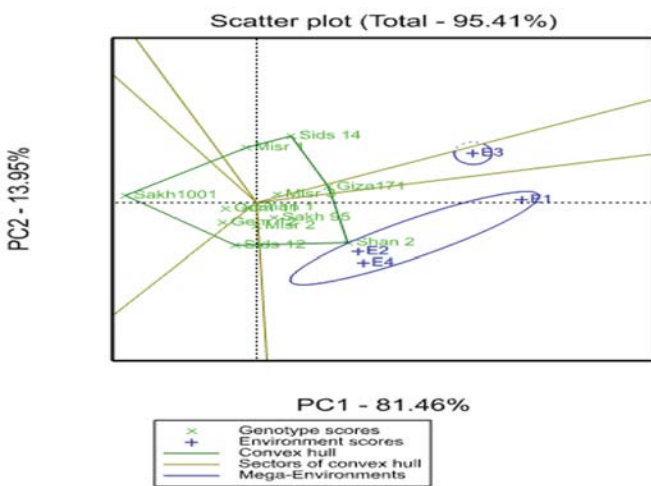 Scatter plot (Total - 95.41%)
PC2 - 13.95%
Sids 14
Misr 1
E3
Giza171
Misr 3
Sakh1001
E1
Sakh 95
Misr 2
Sids 12
Shan 2
E2
E4
PC1 - 81.46%
Genotype scores
Environment scores
Convex hull
Sectors of convex hull
Mega-Environments